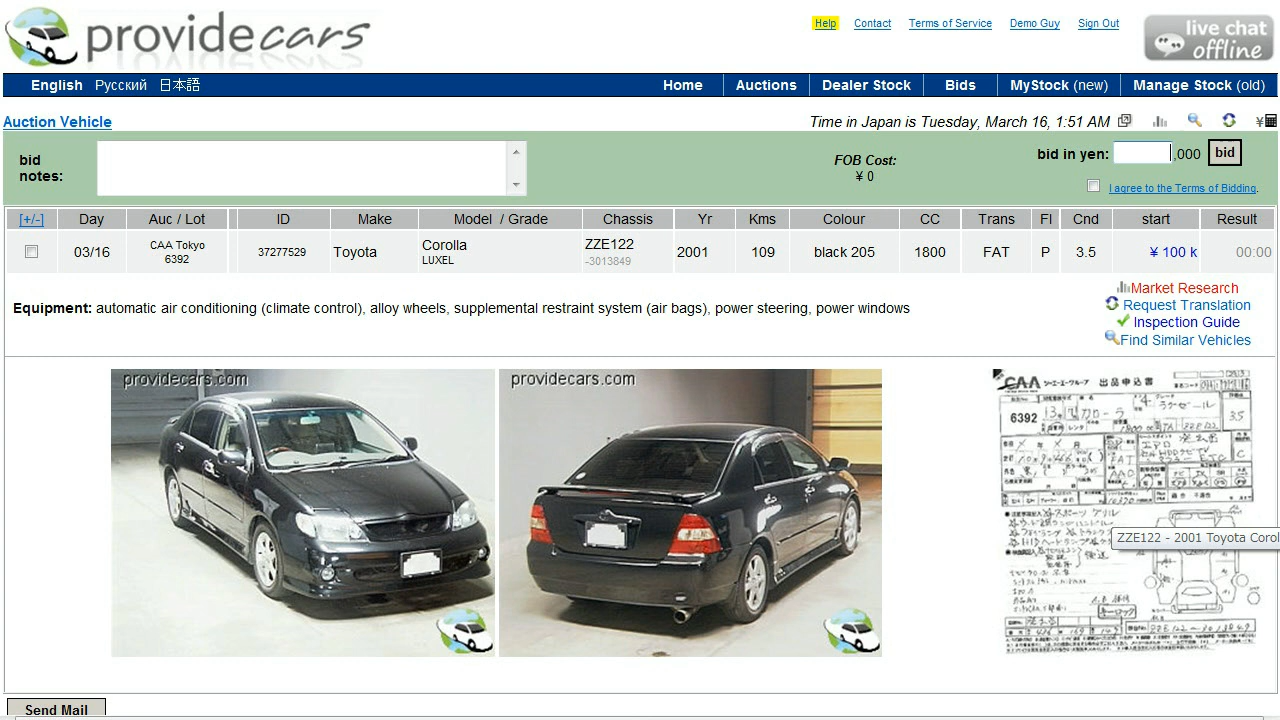 providecars
Help Contact Terms of Service Demo Guy Sign Out
live chat
offline
English Русский 日本語
Home Auctions Dealer Stock Bids MyStock (new) Manage Stock (old)
Auction Vehicle
Time in Japan is Tuesday, March 16, 1:51 AM
bid
notes:
FOB Cost:
¥ 0
bid in yen: ,000 bid
I agree to the Terms of Bidding.
[+/-] Day Auc / Lot ID Make Model / Grade Chassis Yr Kms Colour CC Trans Fl Cnd start Result
03/16 CAA Tokyo 37277529 Toyota Corolla ZZE122 2001 109 black 205 1800 FAT P 3.5 ¥ 100 k 00:00
6392 LUXEL -3013849
Market Research
Request Translation
Inspection Guide
Find Similar Vehicles
Equipment: automatic air conditioning (climate control), alloy wheels, supplemental restraint system (air bags), power steering, power windows
providecars.com
providecars.com
CAA 出品申込書
6392
ZZE122 - 2001 Toyota Corol
Send Mail